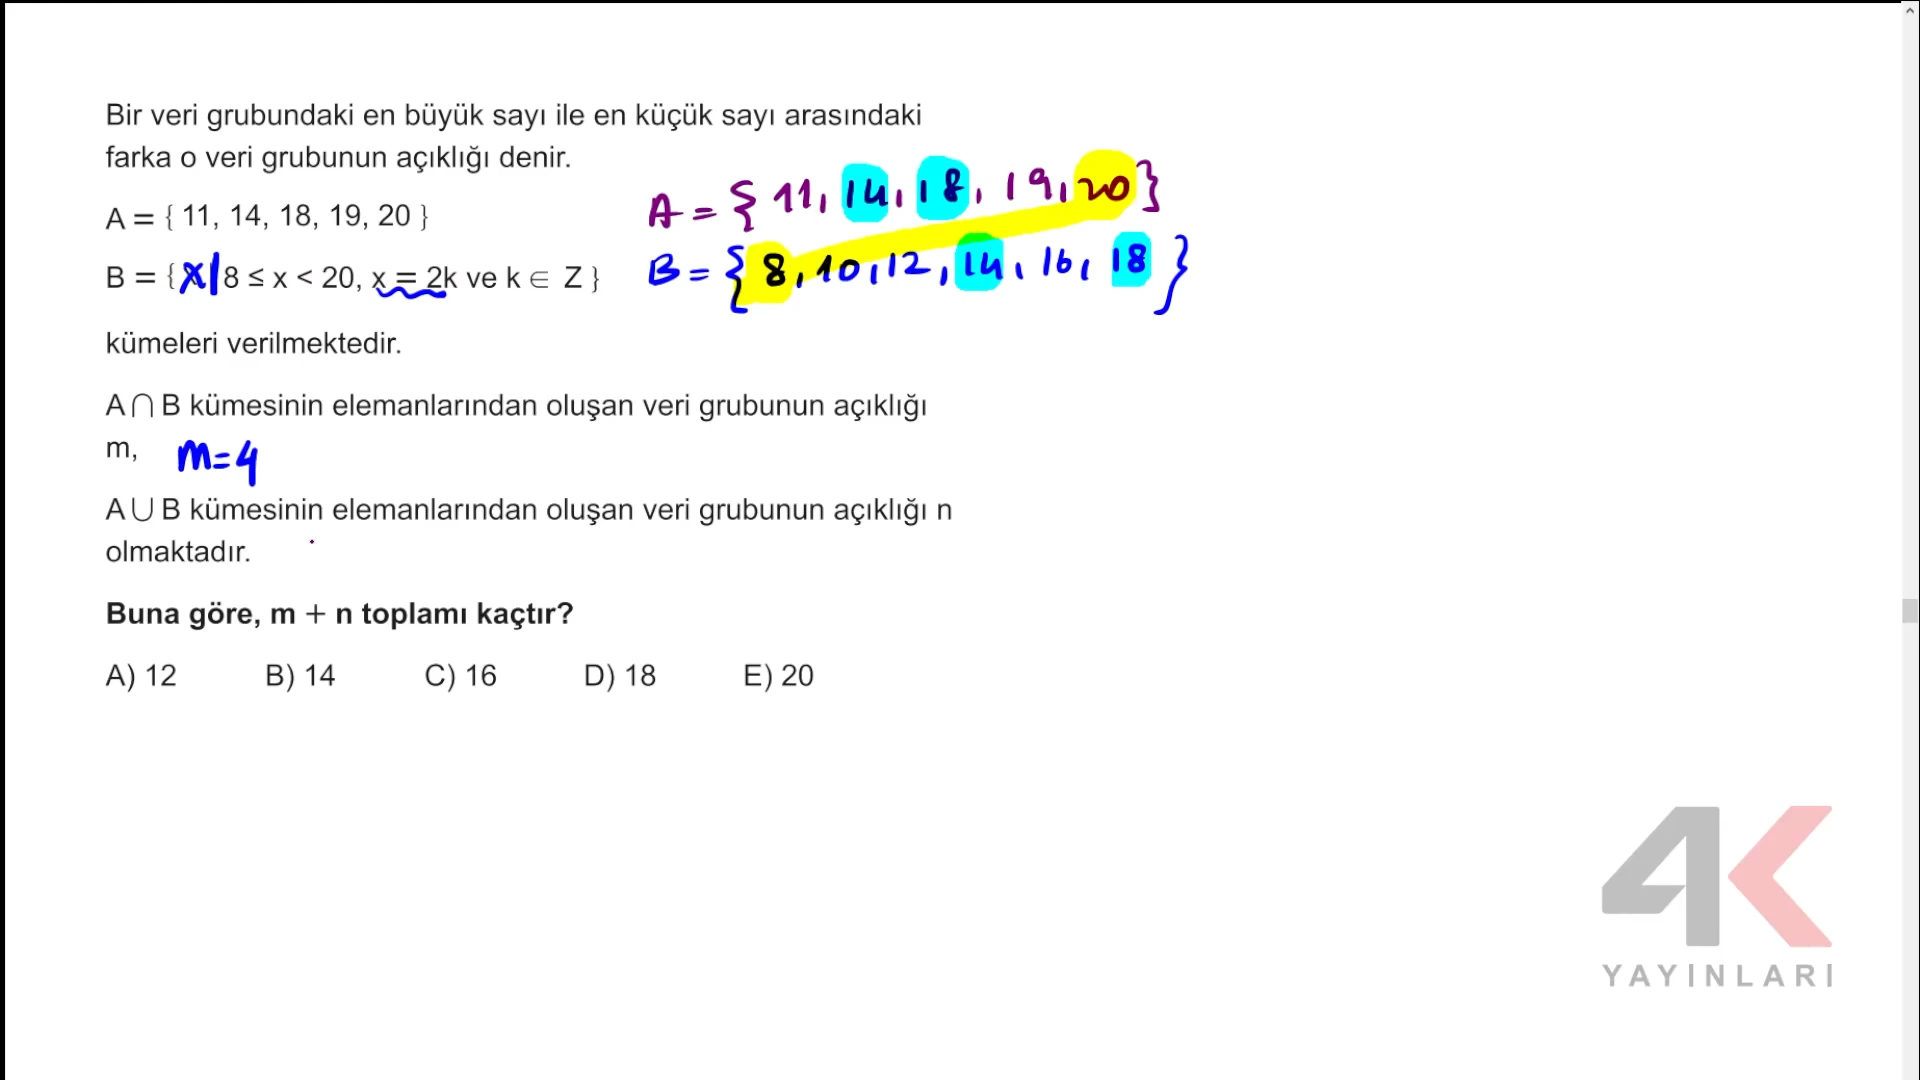 Bir veri grubundaki en büyük sayı ile en küçük sayı arasındaki
farka o veri grubunun açıklığı denir.
A = { 11, 14, 18, 19, 20 }
A = { 11, 14, 18, 19, 20 }
B = { x| 8 ≤ x < 20, x = 2k ve k ∈ Z }
B = { 8, 10, 12, 14, 16, 18 }
kümeleri verilmektedir.
A ∩ B kümesinin elemanlarından oluşan veri grubunun açıklığı
m, m=4
A ∪ B kümesinin elemanlarından oluşan veri grubunun açıklığı n
olmaktadır.
Buna göre, m + n toplamı kaçtır?
A) 12 B) 14 C) 16 D) 18 E) 20
4K
YAYINLARI